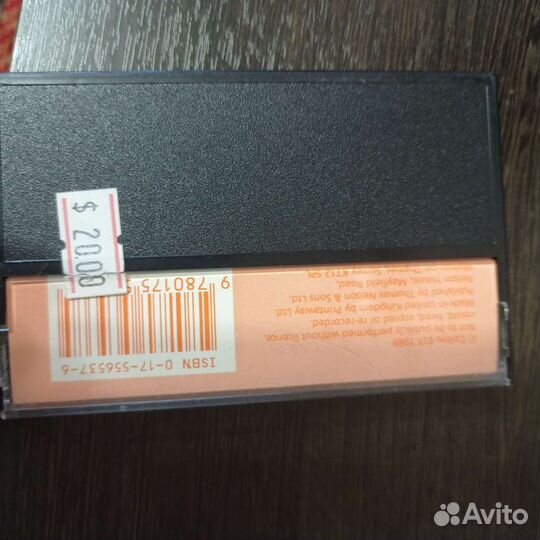 $ 20.00
© Collins ELT 1989
Not to be publicly performed without licence,
resold, hired, copied or re-recorded.
Made in United Kingdom by Printaway Ltd
Published by Thomas Nelson & Sons Ltd.
Nelson House, Mayfield Road,
Surrey KT12 5PL
ISBN 0-17-556537-6
9 780175 5
Avito